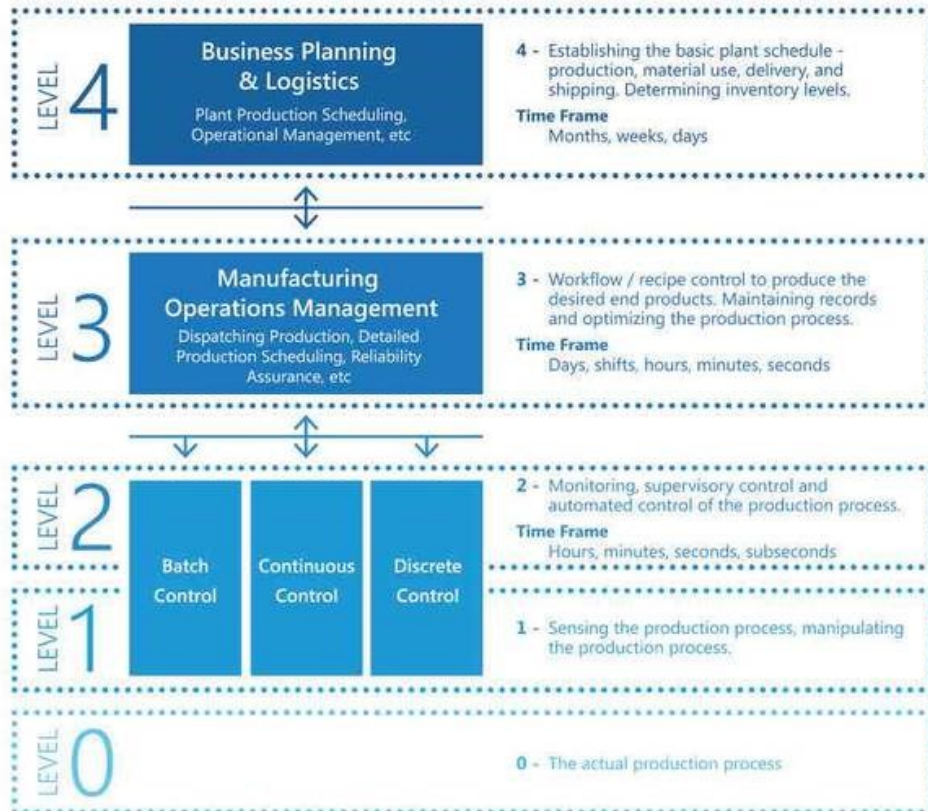 LEVEL 4
Business Planning
& Logistics
Plant Production Scheduling,
Operational Management, etc
4 - Establishing the basic plant schedule -
production, material use, delivery, and
shipping. Determining inventory levels.
Time Frame
Months, weeks, days
LEVEL 3
Manufacturing
Operations Management
Dispatching Production, Detailed
Production Scheduling, Reliability
Assurance, etc
3 - Workflow / recipe control to produce the
desired end products. Maintaining records
and optimizing the production process.
Time Frame
Days, shifts, hours, minutes, seconds
LEVEL 2
2 - Monitoring, supervisory control and
automated control of the production process.
Time Frame
Hours, minutes, seconds, subseconds
Batch
Control
Continuous
Control
Discrete
Control
LEVEL 1
1 - Sensing the production process, manipulating
the production process.
LEVEL 0
0 - The actual production process